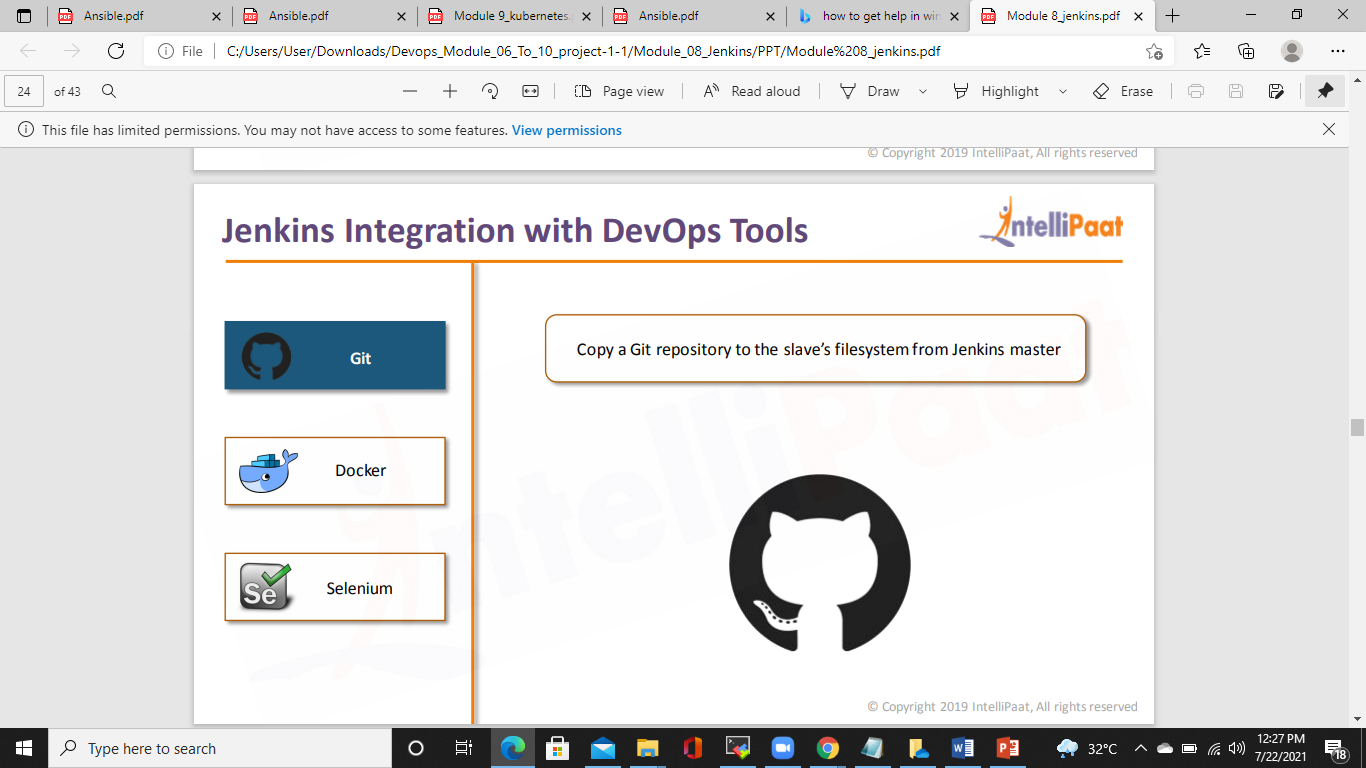 Ansible.pdf
Ansible.pdf
Module 9_kubernetes.
Ansible.pdf
how to get help in win
Module 8_jenkins.pdf
File
C:/Users/User/Downloads/Devops_Module_06_To_10_project-1-1/Module_08_Jenkins/PPT/Module%208_jenkins.pdf
24 of 43
Page view
Read aloud
Draw
Highlight
Erase
This file has limited permissions. You may not have access to some features. View permissions
© Copyright 2019 IntelliPaat, All rights reserved
Jenkins Integration with DevOps Tools
IntelliPaat
Git
Copy a Git repository to the slave's filesystem from Jenkins master
Docker
Se
Selenium
IntelliPaat
© Copyright 2019 IntelliPaat, All rights reserved
Type here to search
32°C
12:27 PM
7/22/2021
18